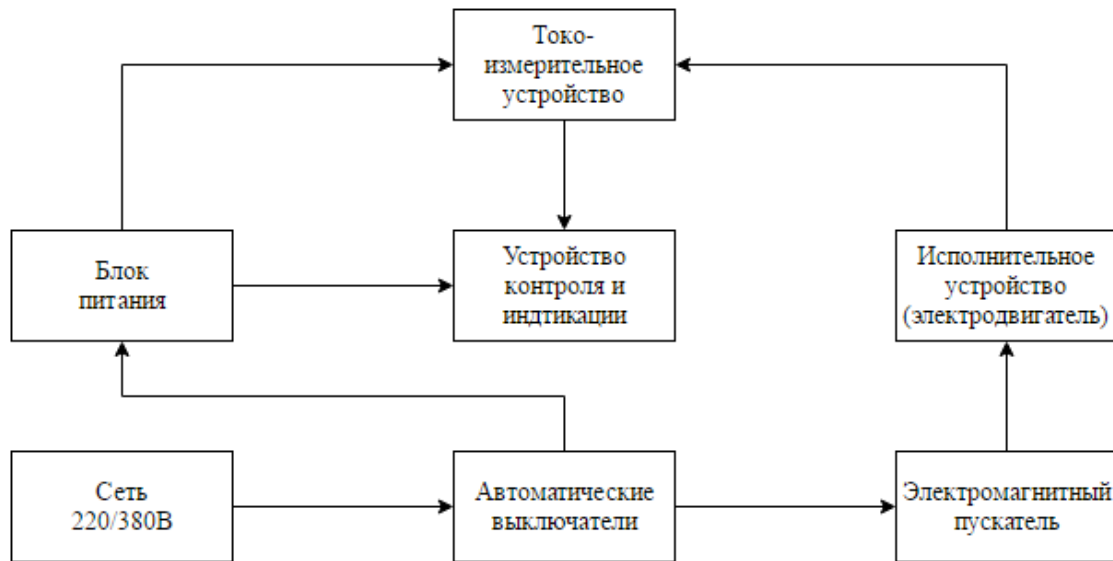 Токо-
измерительное
устройство
Блок
питания
Устройство
контроля и
индтикации
Исполнительное
устройство
(электродвигатель)
Сеть
220/380В
Автоматические
выключатели
Электромагнитный
пускатель